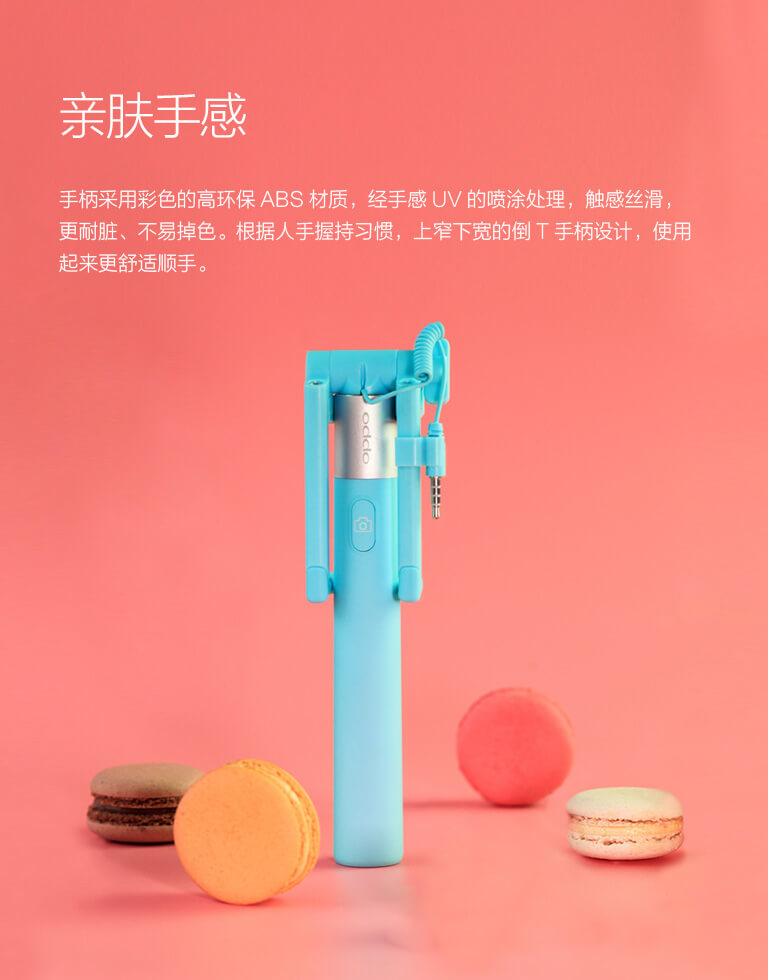 亲肤手感
手柄采用彩色的高环保 ABS 材质，经手感 UV 的喷涂处理，触感丝滑，
更耐脏、不易掉色。根据人手握持习惯，上窄下宽的倒 T 手柄设计，使用
起来更舒适顺手。
oppo